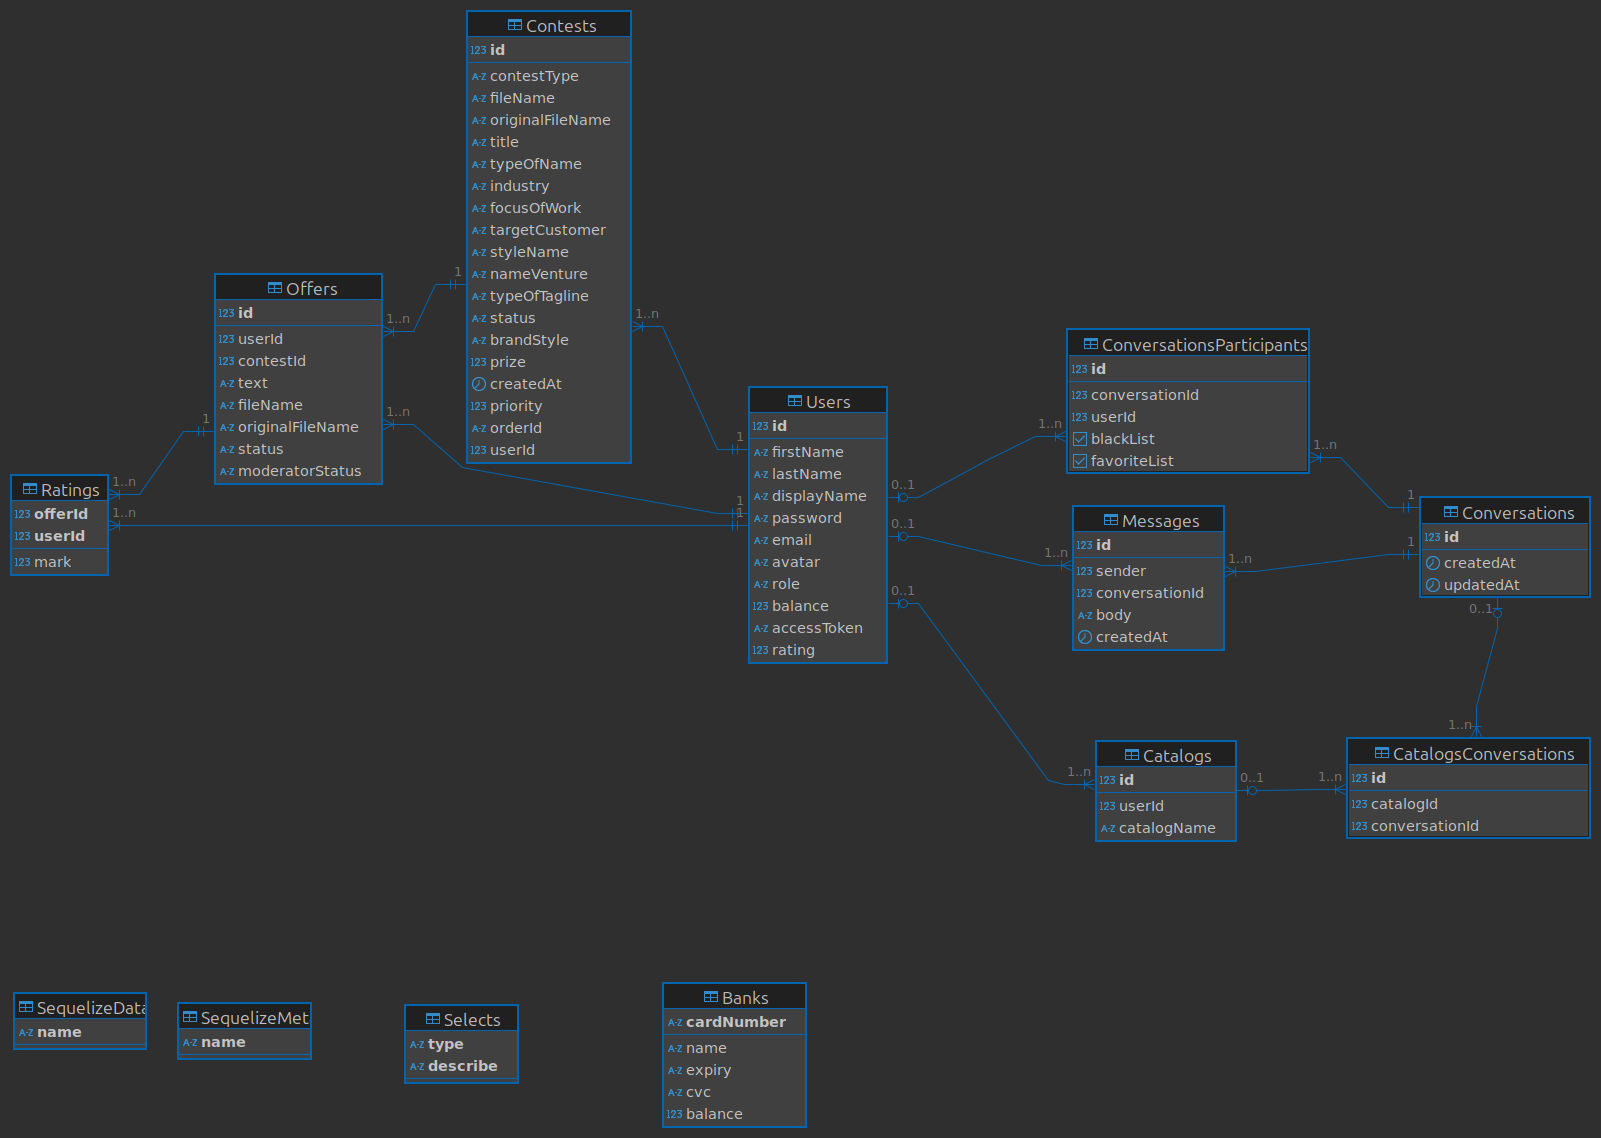 Contests
123 id
A-Z contestType
A-Z fileName
A-Z originalFileName
A-Z title
A-Z typeOfName
A-Z industry
A-Z focusOfWork
A-Z targetCustomer
A-Z styleName
A-Z nameVenture
A-Z typeOfTagline
A-Z status
A-Z brandStyle
A-Z prize
createdAt
123 priority
A-Z orderId
123 userId
1
1..n
Offers
123 id
123 userId
123 contestId
A-Z text
A-Z fileName
A-Z originalFileName
A-Z status
A-Z moderatorStatus
1..n
1..n
1
Ratings
123 offerId
123 userId
123 mark
1..n
1..n
Users
123 id
A-Z firstName
A-Z lastName
A-Z displayName
A-Z password
A-Z email
A-Z avatar
A-Z role
123 balance
A-Z accessToken
123 rating
1
1
1
0..1
0..1
0..1
ConversationsParticipants
123 id
123 conversationId
123 userId
blackList
favoriteList
1..n
1..n
Messages
123 id
123 sender
123 conversationId
A-Z body
createdAt
1..n
1..n
Conversations
123 id
createdAt
updatedAt
1
1
0..1
Catalogs
123 id
123 userId
A-Z catalogName
1..n
0..1
CatalogsConversations
123 id
123 catalogId
123 conversationId
1..n
1..n
SequelizeData
A-Z name
SequelizeMet
A-Z name
Selects
A-Z type
A-Z describe
Banks
A-Z cardNumber
A-Z name
A-Z expiry
A-Z cvc
123 balance